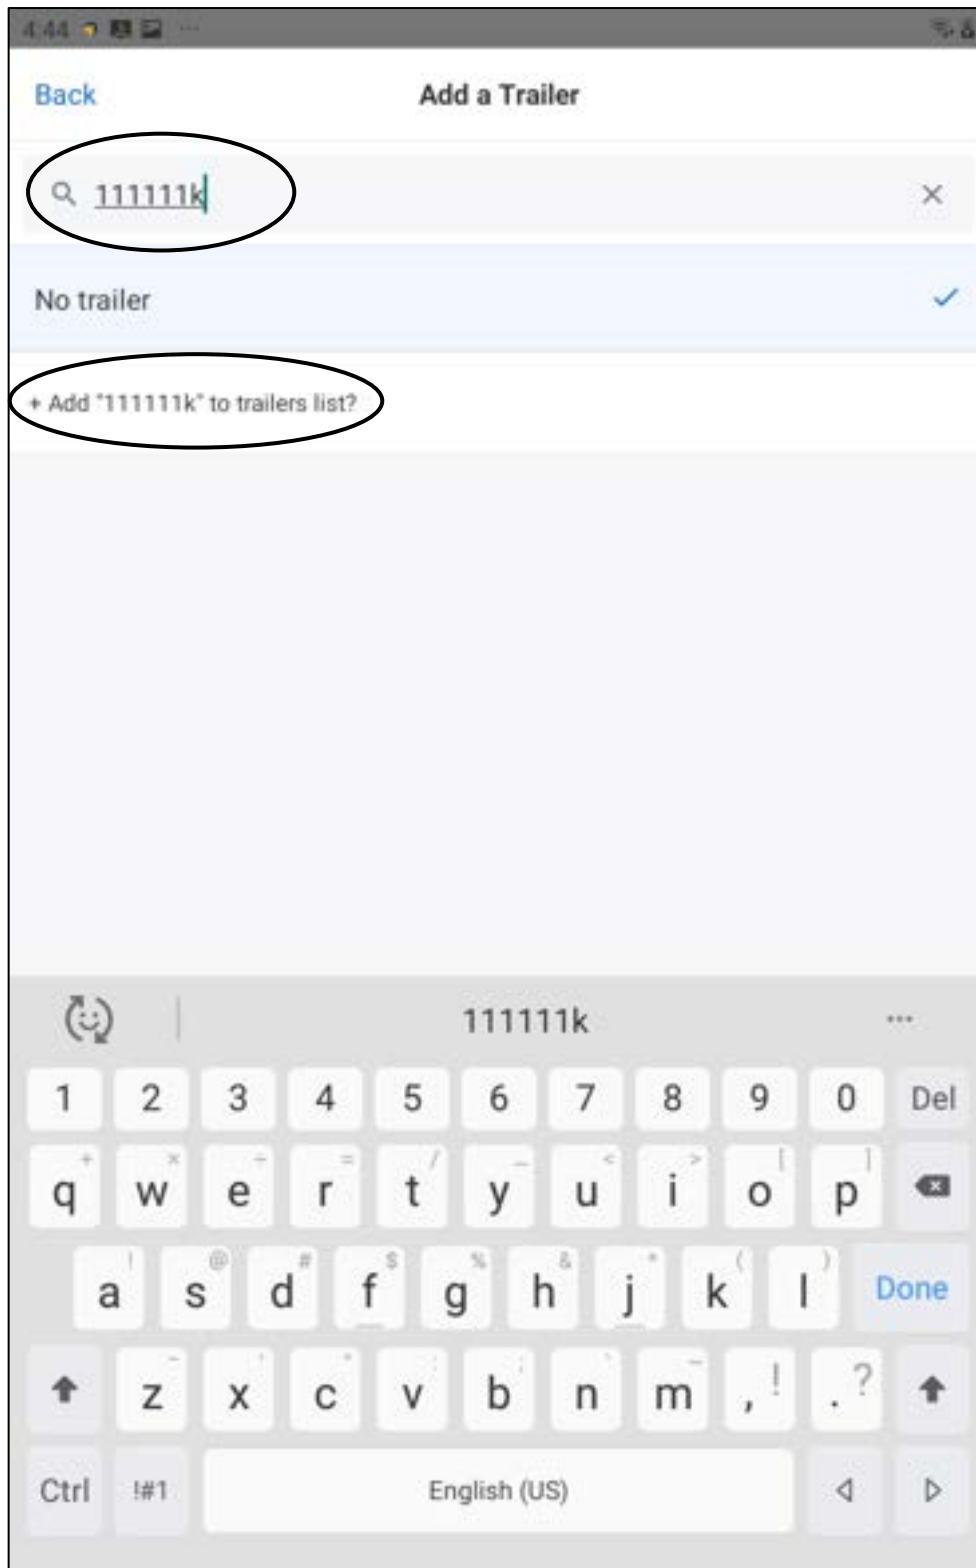 4:44
Back Add a Trailer
111111k
No trailer
+ Add "111111k" to trailers list?
111111k
1 2 3 4 5 6 7 8 9 0 Del
q w e r t y u i o p
a s d f g h j k l Done
z x c v b n m , ! . ?
Ctrl !#1 English (US)